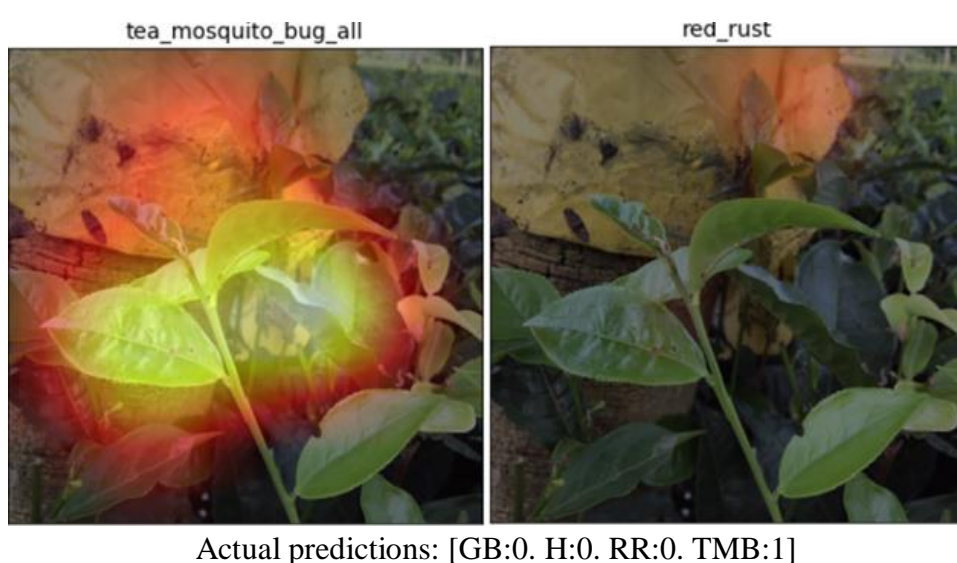 tea_mosquito_bug_all
red_rust
Actual predictions: [GB:0. H:0. RR:0. TMB:1]